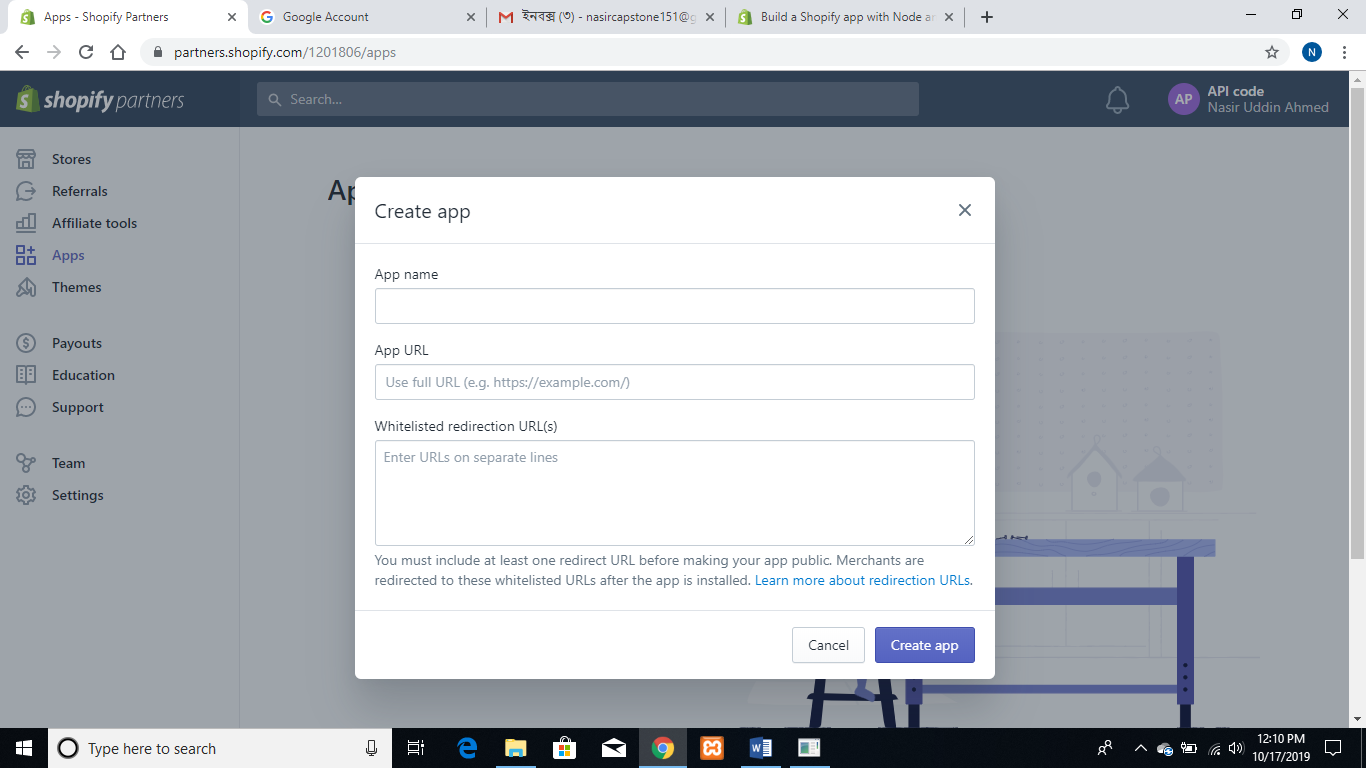 Apps - Shopify Partners
Google Account
ইনবক্স (৩) - nasircapstone151@g
Build a Shopify app with Node an
partners.shopify.com/1201806/apps
N
shopify partners
Search...
AP
API code
Nasir Uddin Ahmed
Stores
Referrals
Affiliate tools
Apps
Themes
Payouts
Education
Support
Team
Settings
Ap
Create app
App name
App URL
Use full URL (e.g. https://example.com/)
Whitelisted redirection URL(s)
Enter URLs on separate lines
You must include at least one redirect URL before making your app public. Merchants are
redirected to these whitelisted URLs after the app is installed. Learn more about redirection URLs.
Cancel
Create app
Type here to search
12:10 PM
10/17/2019